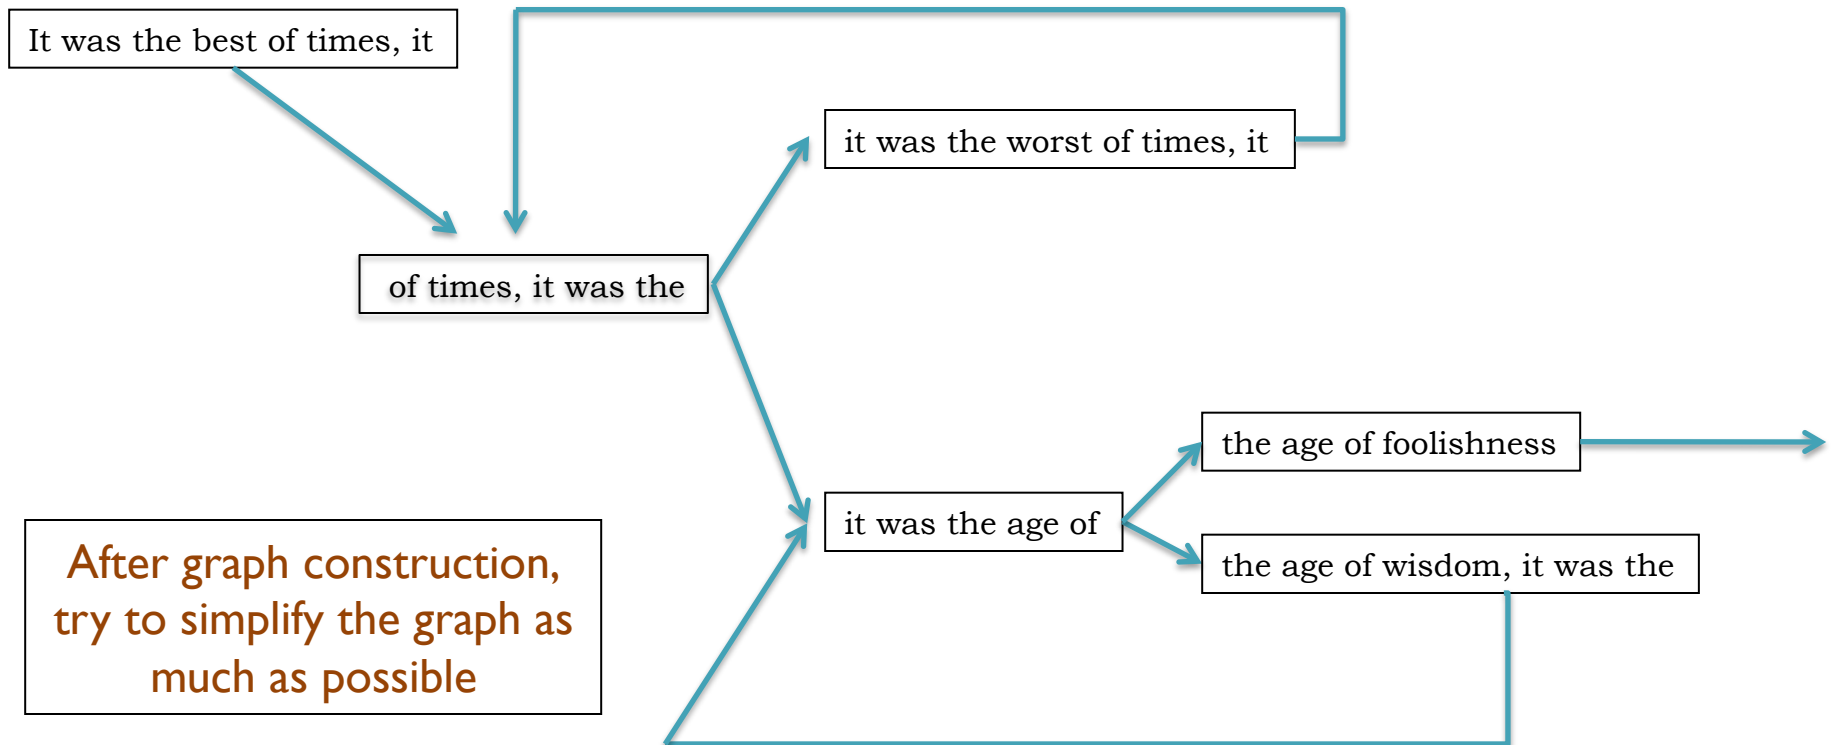 It was the best of times, it
it was the worst of times, it
of times, it was the
the age of foolishness
it was the age of
the age of wisdom, it was the
After graph construction,
try to simplify the graph as
much as possible